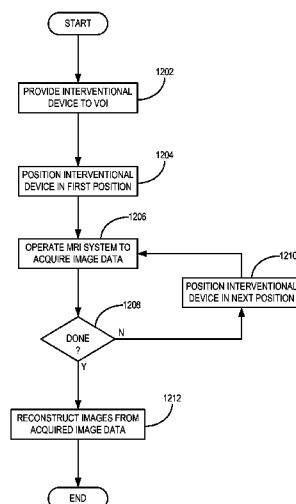 START
1202
PROVIDE INTERVENTIONAL
DEVICE TO VOI
1204
POSITION INTERVENTIONAL
DEVICE IN FIRST POSITION
1206
OPERATE MRI SYSTEM TO
ACQUIRE IMAGE DATA
1210
POSITION INTERVENTIONAL
DEVICE IN NEXT POSITION
1208
DONE
?
N
Y
1212
RECONSTRUCT IMAGES FROM
ACQUIRED IMAGE DATA
END